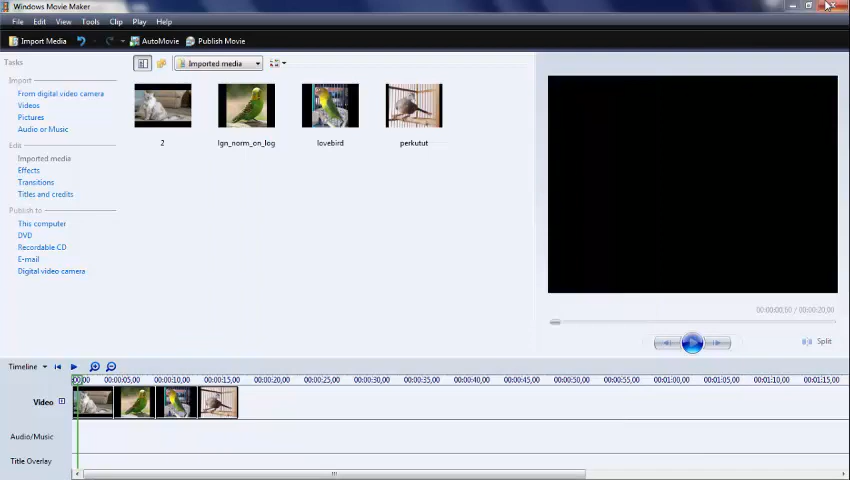 Windows Movie Maker
File Edit View Tools Clip Play Help
Import Media AutoMovie Publish Movie
Tasks
Imported media
Import
From digital video camera
Videos
Pictures
Audio or Music
Edit
Imported media
Effects
Transitions
Titles and credits
Publish to
This computer
DVD
Recordable CD
E-mail
Digital video camera
2 lgn_norm_on_log lovebird perkutut
00:00:00,00 / 00:00:20,00
Split
Timeline
00:00:05,00 00:00:10,00 00:00:15,00 00:00:20,00 00:00:25,00 00:00:30,00 00:00:35,00 00:00:40,00 00:00:45,00 00:00:50,00 00:00:55,00 00:01:00,00 00:01:05,00 00:01:10,00 00:01:15,00
Video
Audio/Music
Title Overlay